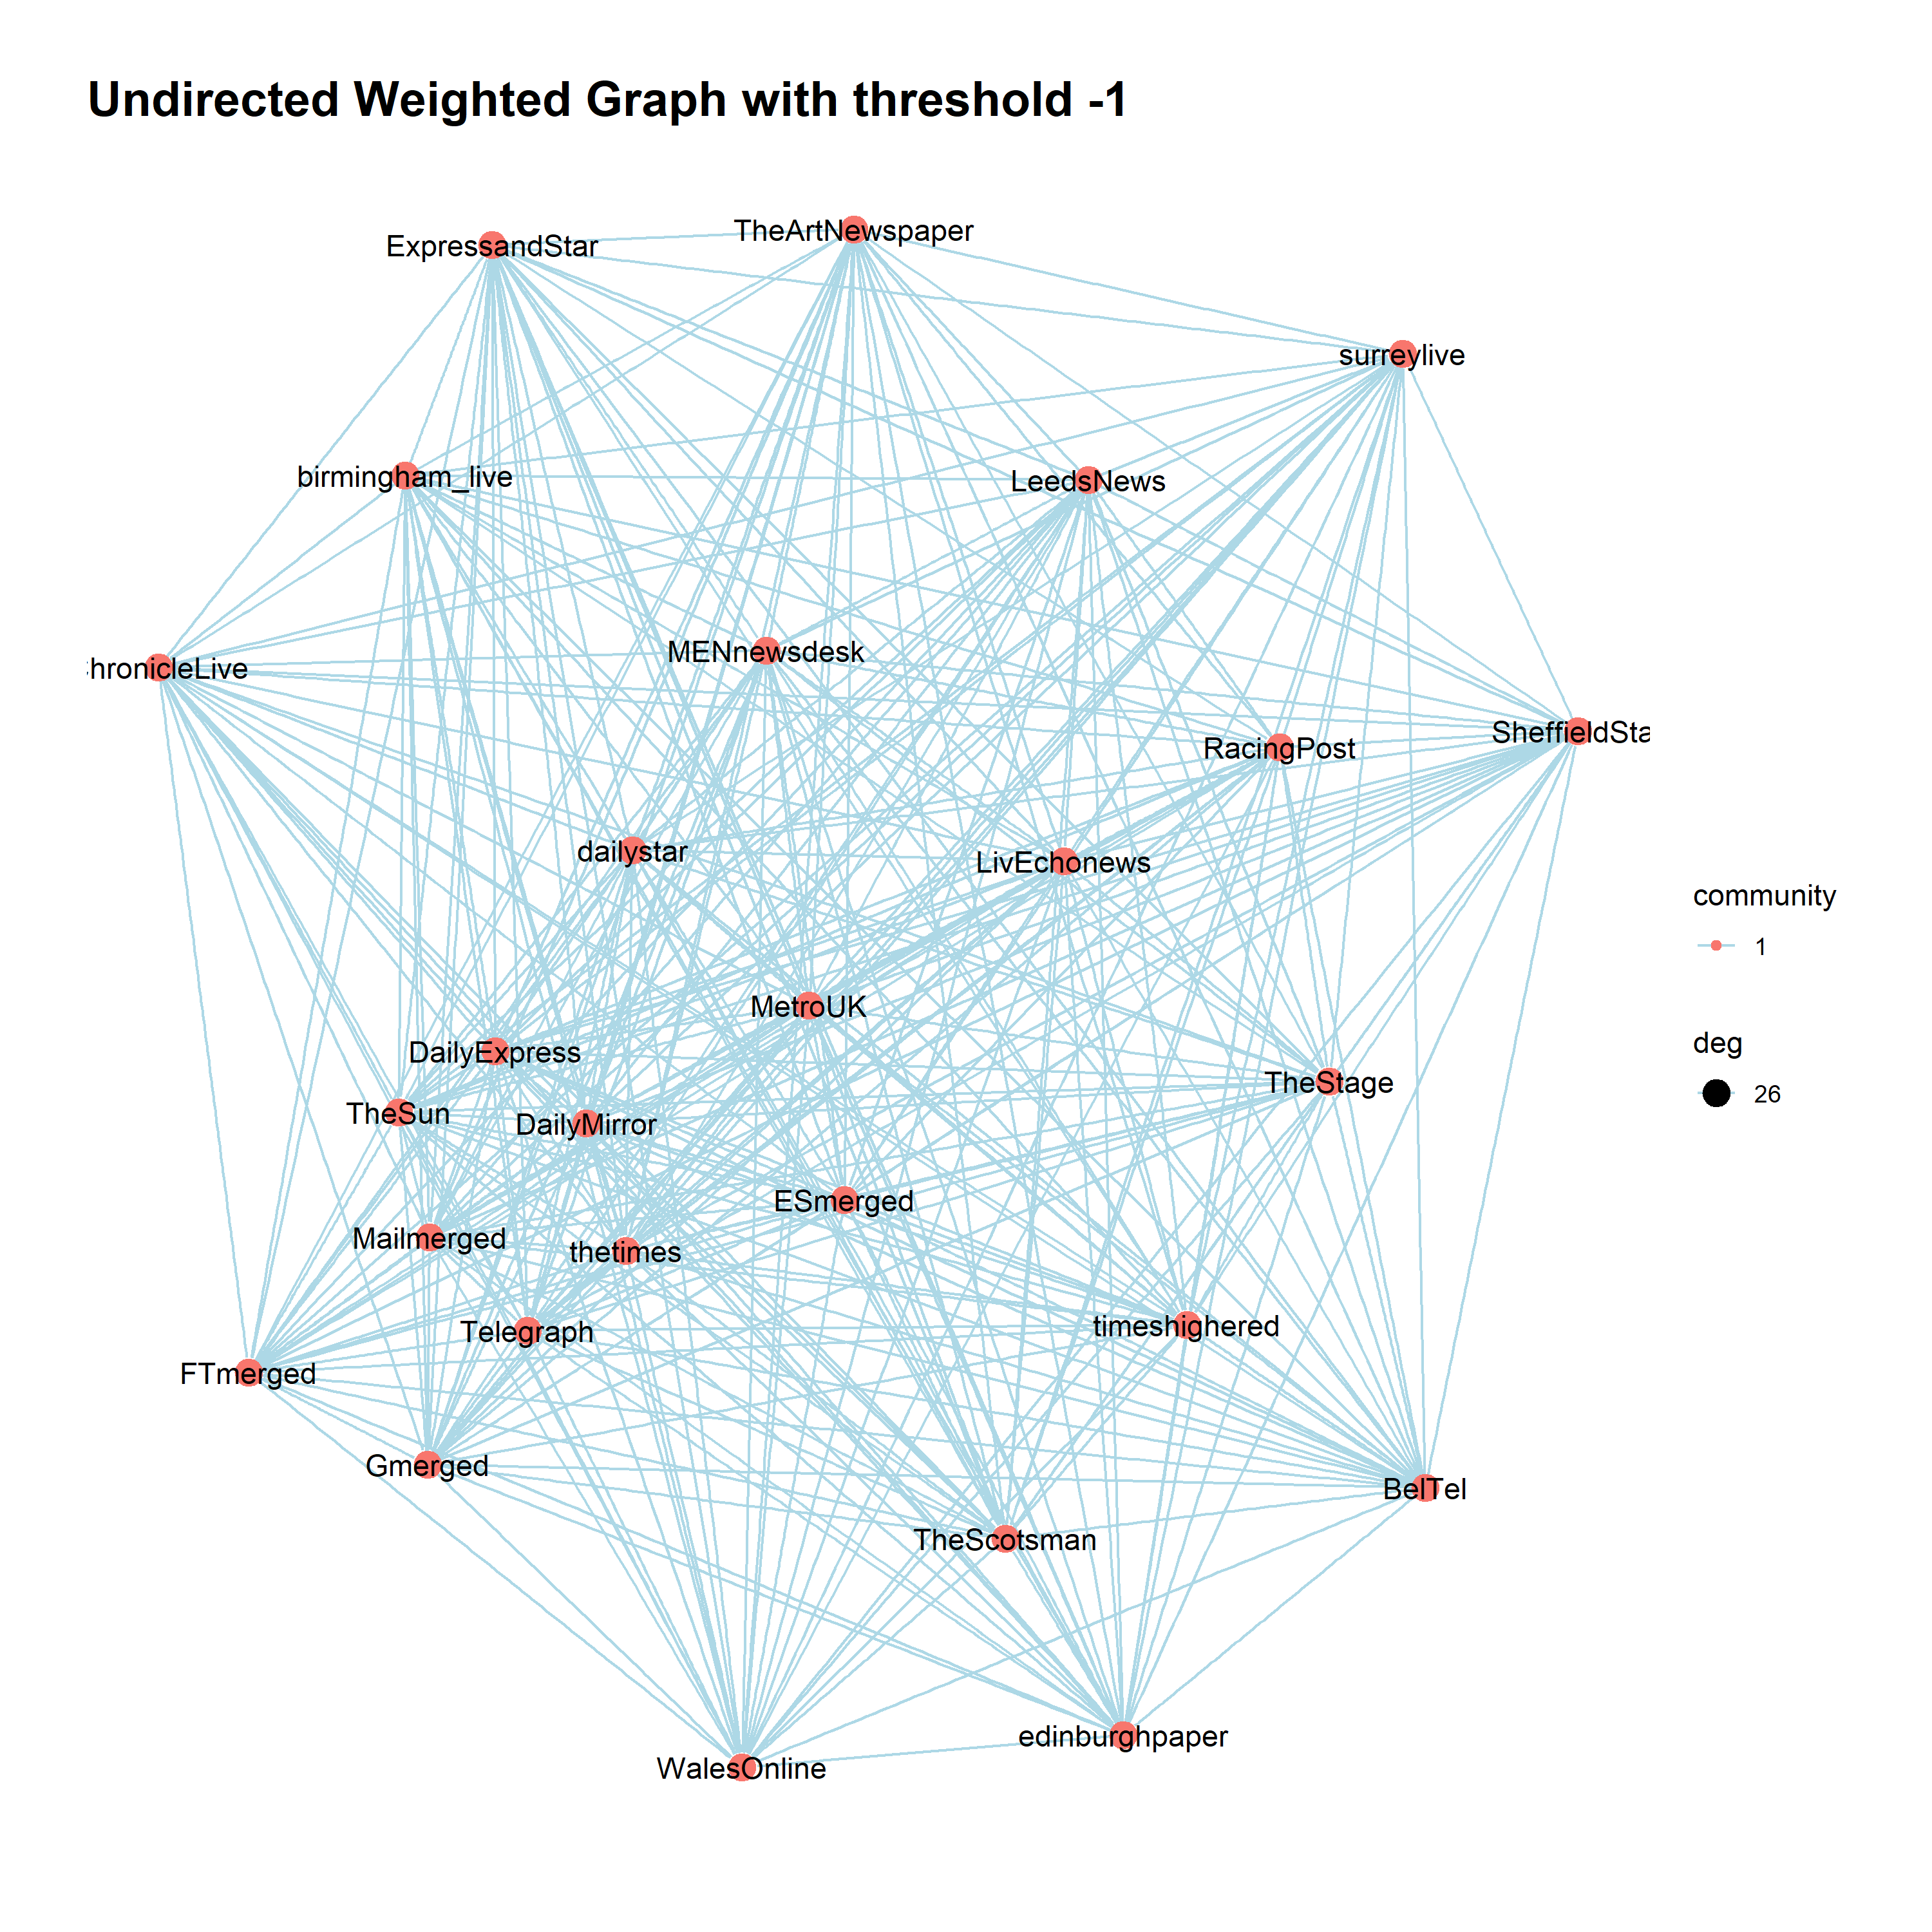 Undirected Weighted Graph with threshold -1
TheArtNewspaper
ExpressandStar
surreylive
birmingham_live
LeedsNews
MENnewsdesk
hronicleLive
SheffieldSta
RacingPost
dailystar
LivEchonews
community
1
MetroUK
deg
DailyExpress
TheStage
26
TheSun
DailyMirror
ESmerged
Mailmerged
thetimes
timeshighered
Telegraph
FTmerged
Gmerged
BelTel
TheScotsman
edinburghpaper
WalesOnline